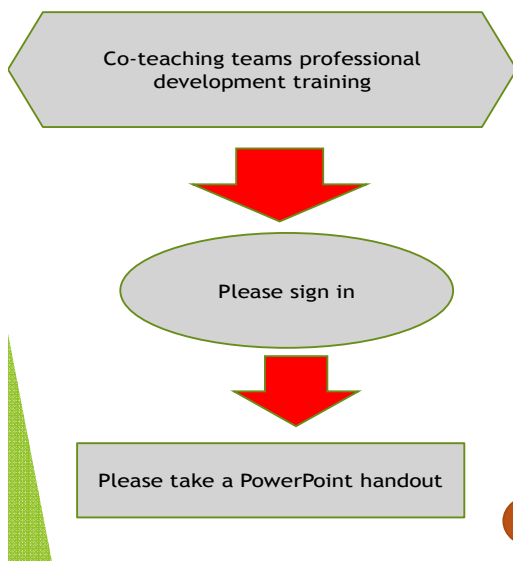 Co-teaching teams professional
development training
Please sign in
Please take a PowerPoint handout